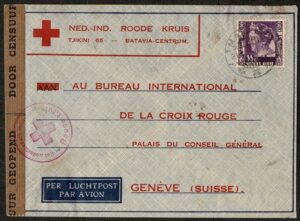 NED.-IND. ROODE KRUIS
TJIKINI 65 — BATAVIA-CENTRUM.
AAN AU BUREAU INTERNATIONAL
DE LA CROIX ROUGE
PALAIS DU CONSEIL GÉNÉRAL
GENÈVE (SUISSE).
PER LUCHTPOST
PAR AVION
UUR GEOPEND DOOR CENSUUR